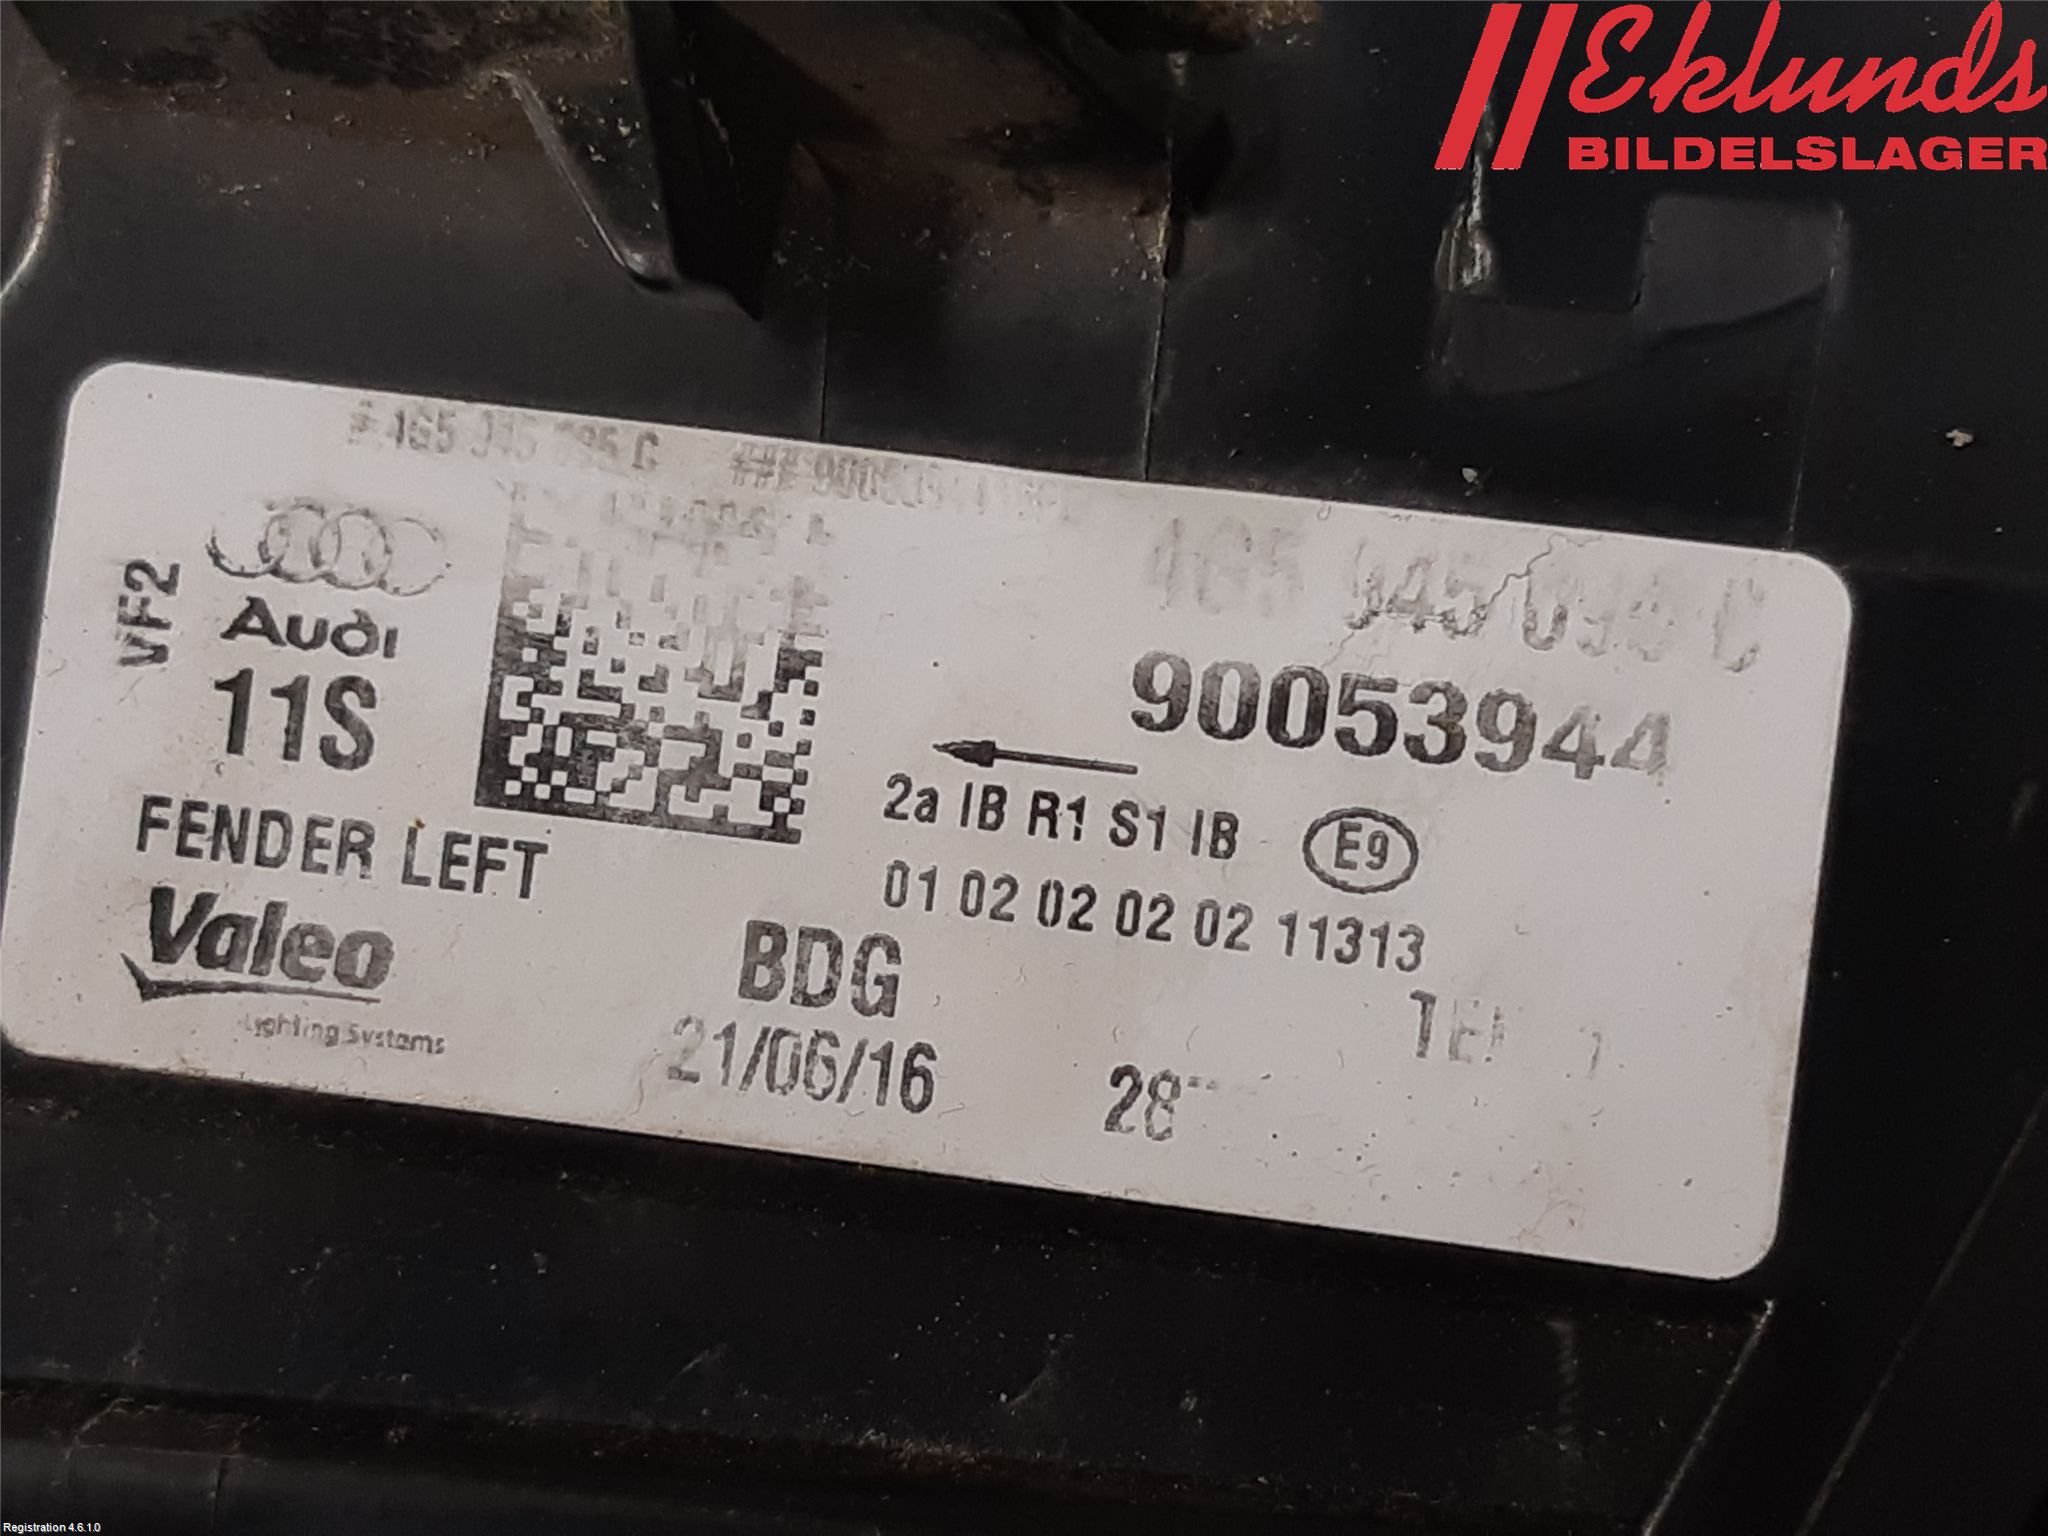 Eklunds
BILDELSLAGER
VF2
Audi
11S
FENDER LEFT
Valeo
Lighting Systems
90053944
2a IB R1 S1 IB E9
01 02 02 02 02 11313
BDG
21/06/16
28
Registration 4.6.1.0